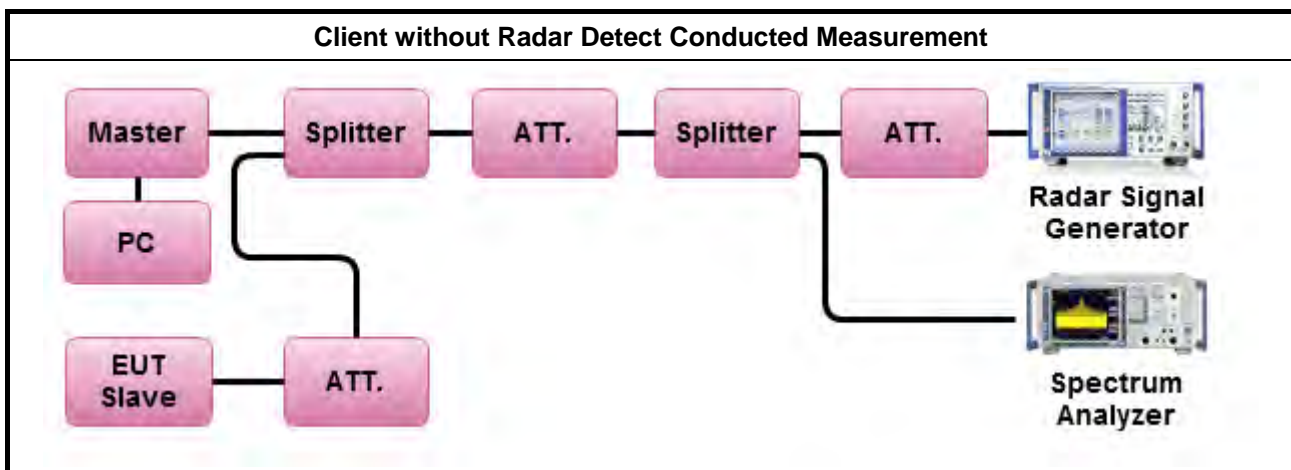 Client without Radar Detect Conducted Measurement
Master
Splitter
ATT.
Splitter
ATT.
Radar Signal
Generator
PC
EUT
Slave
ATT.
Spectrum
Analyzer